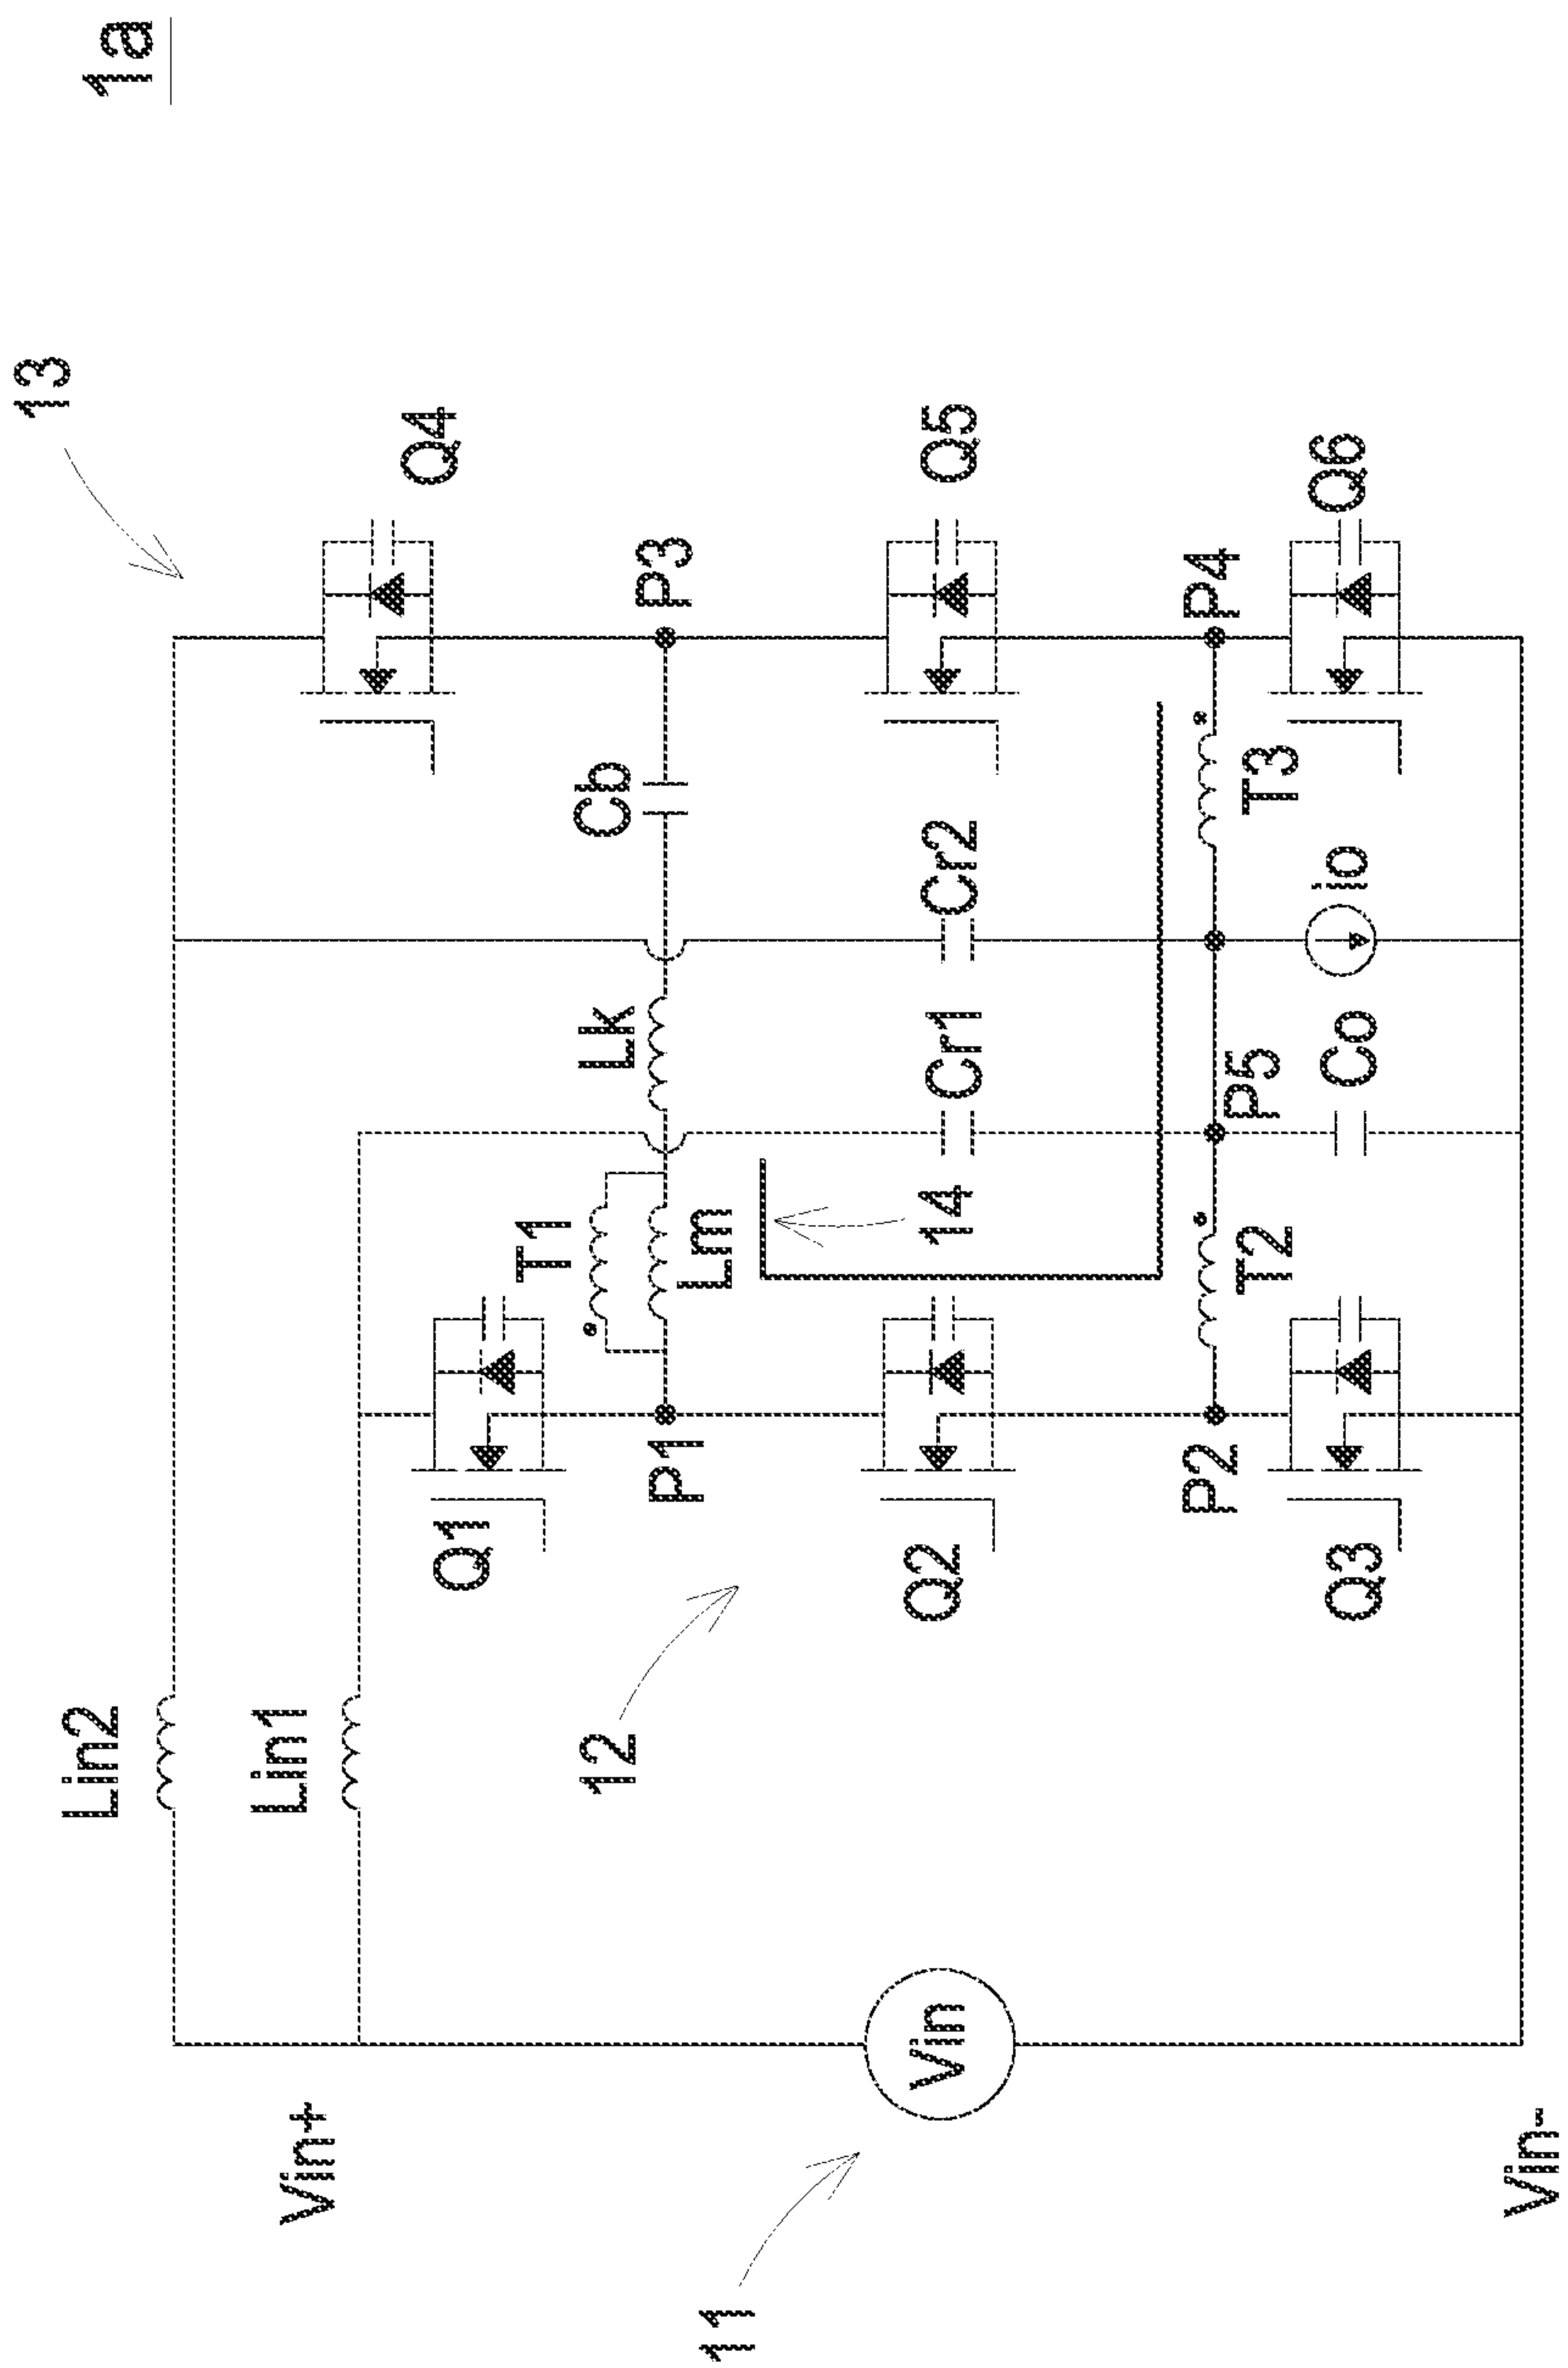 1a
13
Lin2
Lin1
Q1
T1
Lm
Lk
Cb
Q4
P1
P3
12
14
Q2
Cr1
Cr2
Q5
Vin+
11
Vin
P2
T2
P5
T3
P4
Q3
Co
io
Q6
Vin-